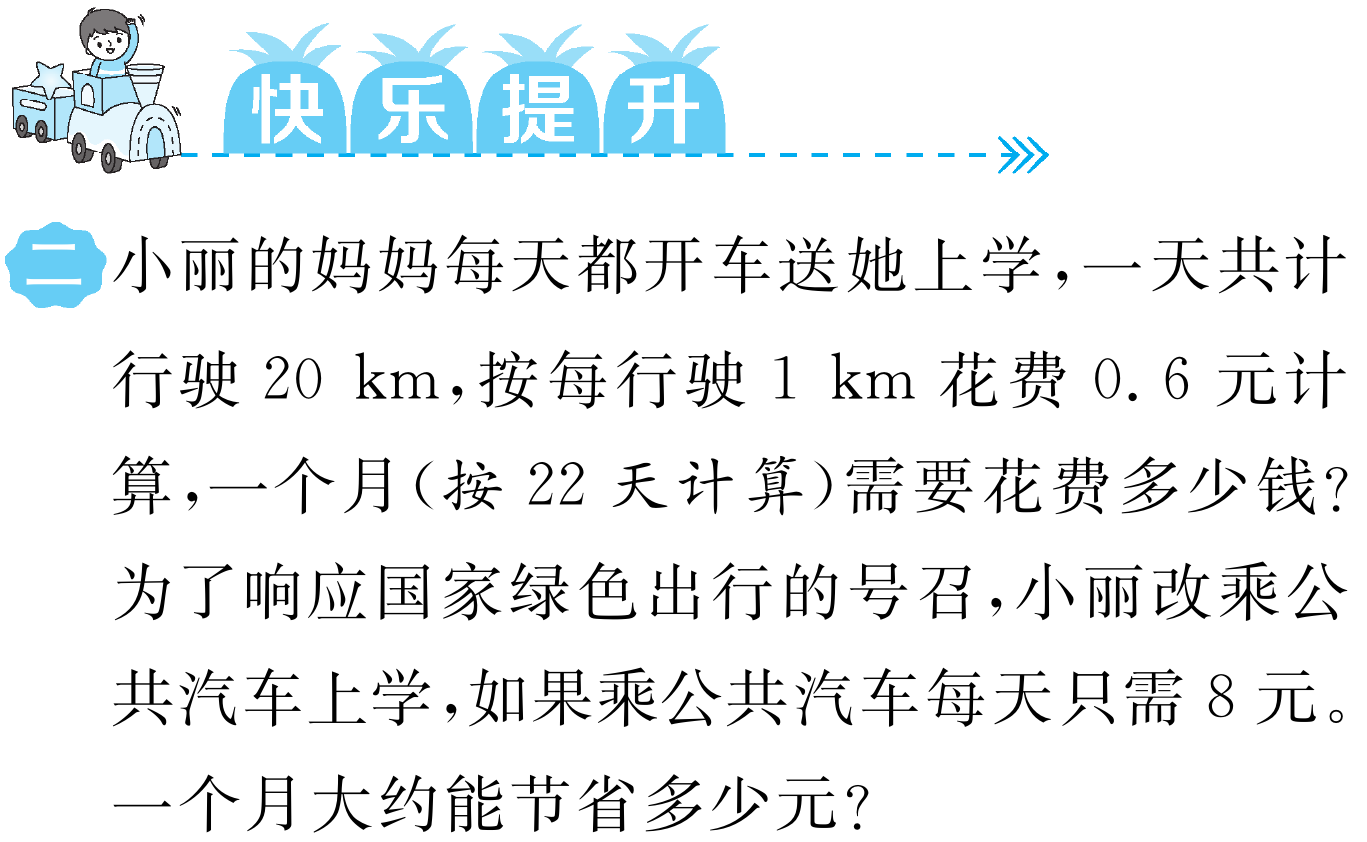 快乐提升
二 小丽的妈妈每天都开车送她上学,一天共计
行驶 20 km,按每行驶 1 km 花费 0.6 元计
算,一个月(按 22 天计算)需要花费多少钱?
为了响应国家绿色出行的号召,小丽改乘公
共汽车上学,如果乘公共汽车每天只需 8 元。
一个月大约能节省多少元?